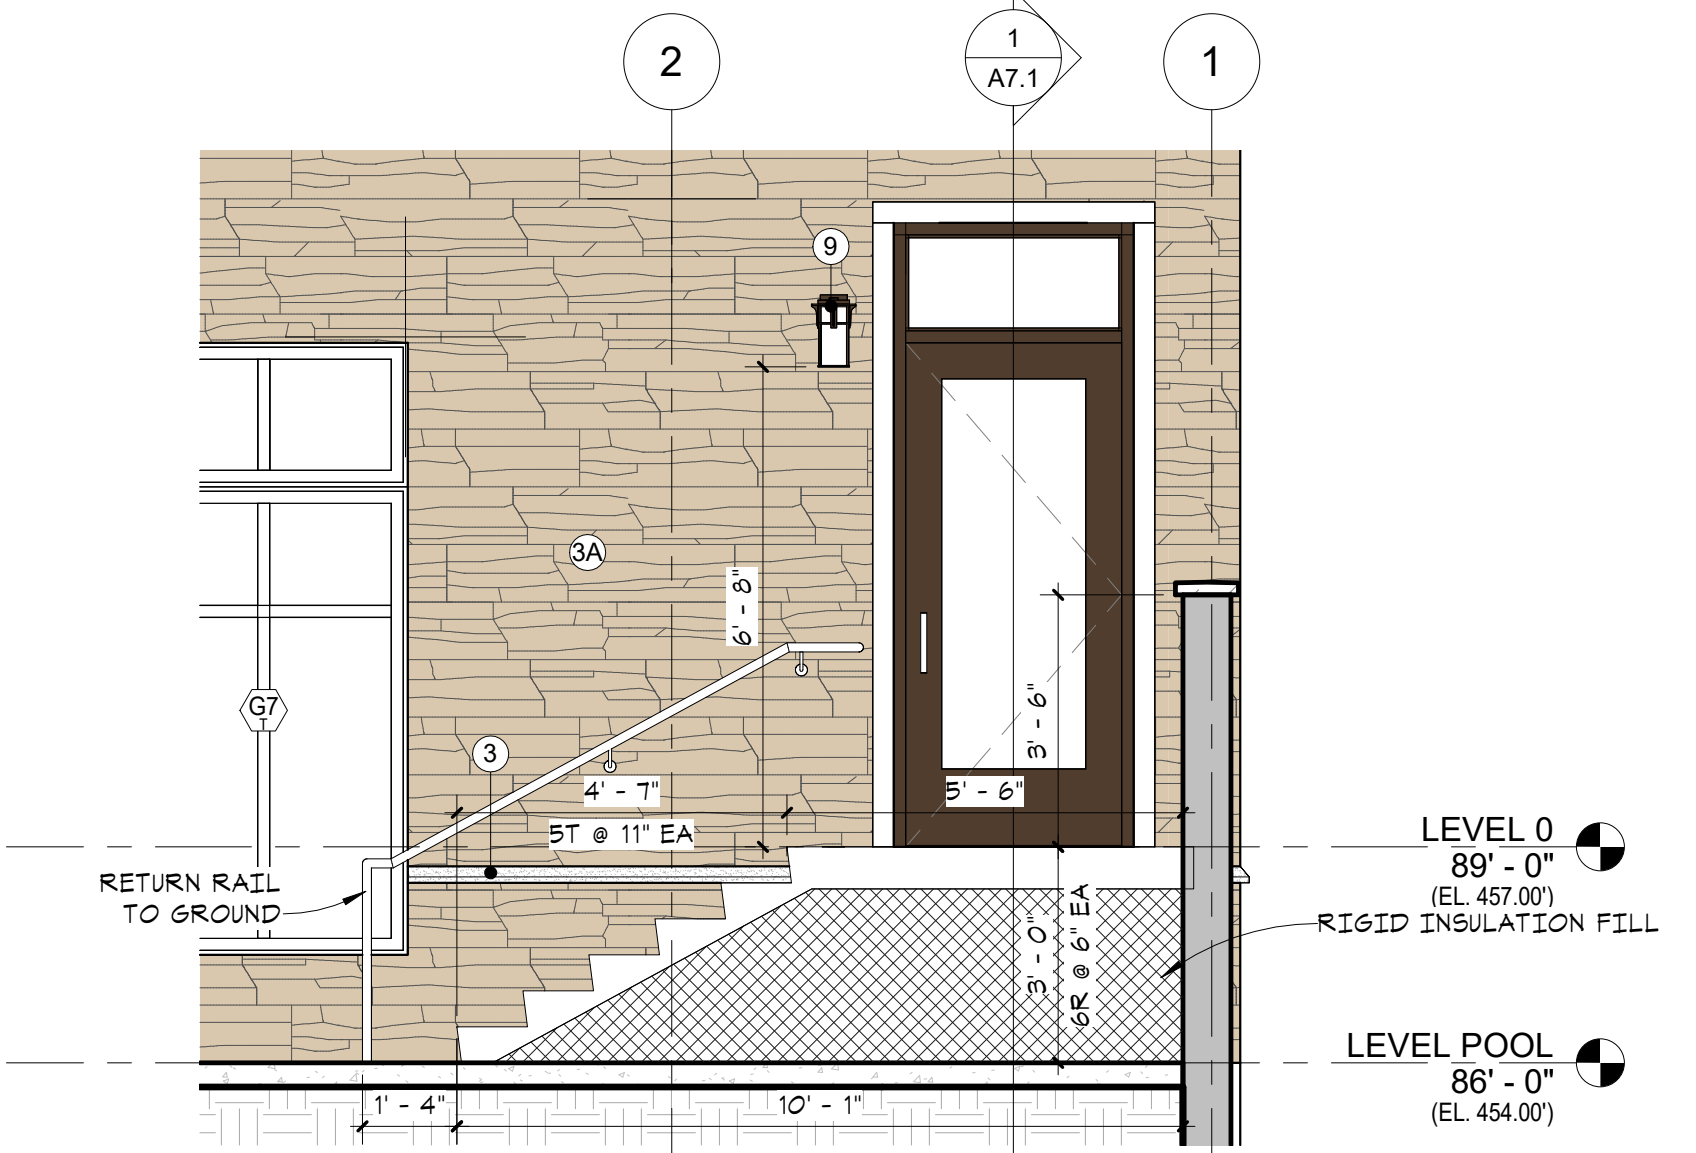 2
1
A7.1
1
9
6' - 8"
3A
G7
T
3
3' - 6"
4' - 7"
5' - 6"
5T @ 11" EA
LEVEL 0
89' - 0"
(EL. 457.00')
RETURN RAIL
TO GROUND
RIGID INSULATION FILL
3' - 0"
6R @ 6" EA
LEVEL POOL
86' - 0"
(EL. 454.00')
1' - 4"
10' - 1"